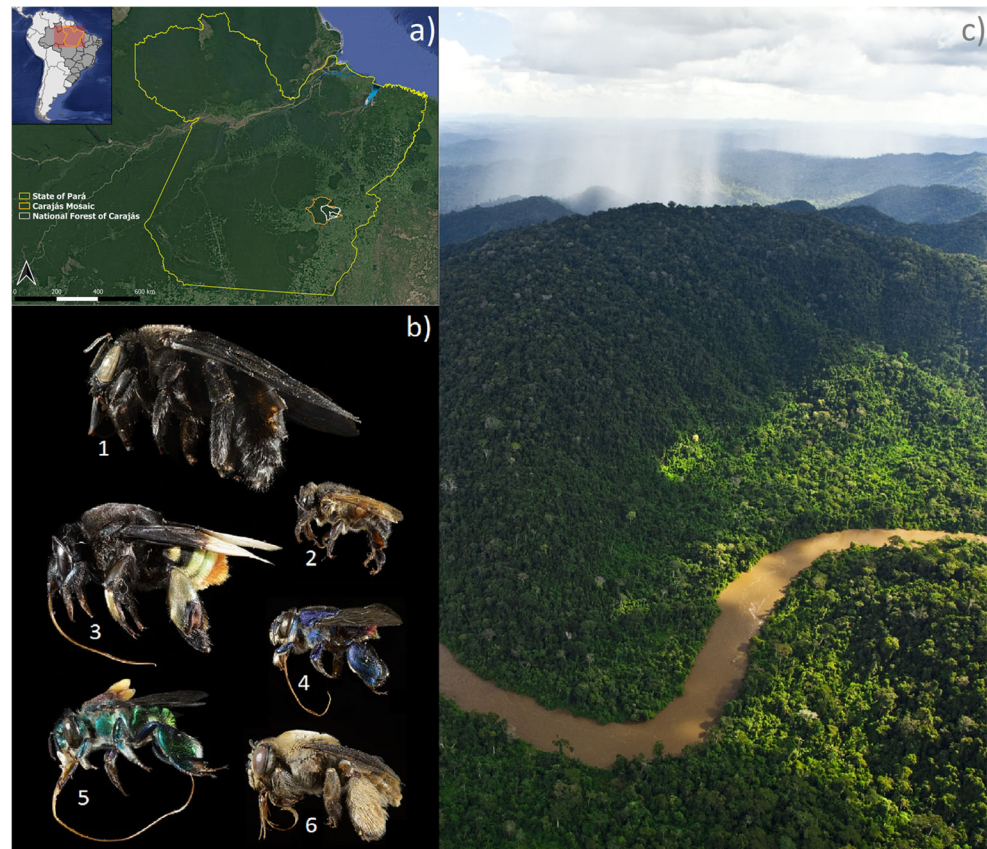 a)
State of Pará
Carajás Mosaic
National Forest of Carajás
0 200 400 600 km
b)
1
2
3
4
5
6
c)